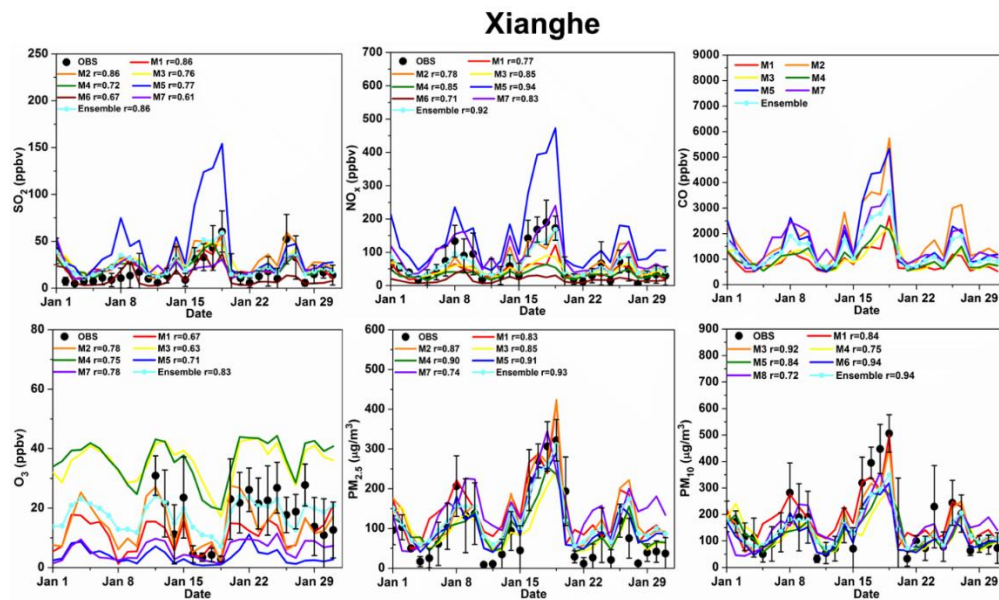 Xianghe
250
200
150
100
50
0
SO2 (ppbv)
OBS M1 r=0.86
M2 r=0.86 M3 r=0.76
M4 r=0.72 M5 r=0.77
M6 r=0.67 M7 r=0.61
Ensemble r=0.86
Jan 1 Jan 8 Jan 15 Jan 22 Jan 29
Date
700
600
500
400
300
200
100
0
NOx (ppbv)
OBS M1 r=0.77
M2 r=0.78 M3 r=0.85
M4 r=0.85 M5 r=0.94
M6 r=0.71 M7 r=0.83
Ensemble r=0.92
Jan 1 Jan 8 Jan 15 Jan 22 Jan 29
Date
9000
8000
7000
6000
5000
4000
3000
2000
1000
0
CO (ppbv)
M1 M2
M3 M4
M5 M7
Ensemble
Jan 1 Jan 8 Jan 15 Jan 22 Jan 29
Date
80
60
40
20
0
O3 (ppbv)
OBS M1 r=0.67
M2 r=0.78 M3 r=0.63
M4 r=0.75 M5 r=0.71
M7 r=0.78 Ensemble r=0.83
Jan 1 Jan 8 Jan 15 Jan 22 Jan 29
Date
600
500
400
300
200
100
0
PM2.5 (μg/m3)
OBS M1 r=0.83
M2 r=0.87 M3 r=0.85
M4 r=0.90 M5 r=0.91
M7 r=0.74 Ensemble r=0.93
Jan 1 Jan 8 Jan 15 Jan 22 Jan 29
Date
900
800
700
600
500
400
300
200
100
0
PM10 (μg/m3)
OBS M1 r=0.84
M3 r=0.92 M4 r=0.75
M5 r=0.84 M6 r=0.94
M8 r=0.72 Ensemble r=0.94
Jan 1 Jan 8 Jan 15 Jan 22 Jan 29
Date